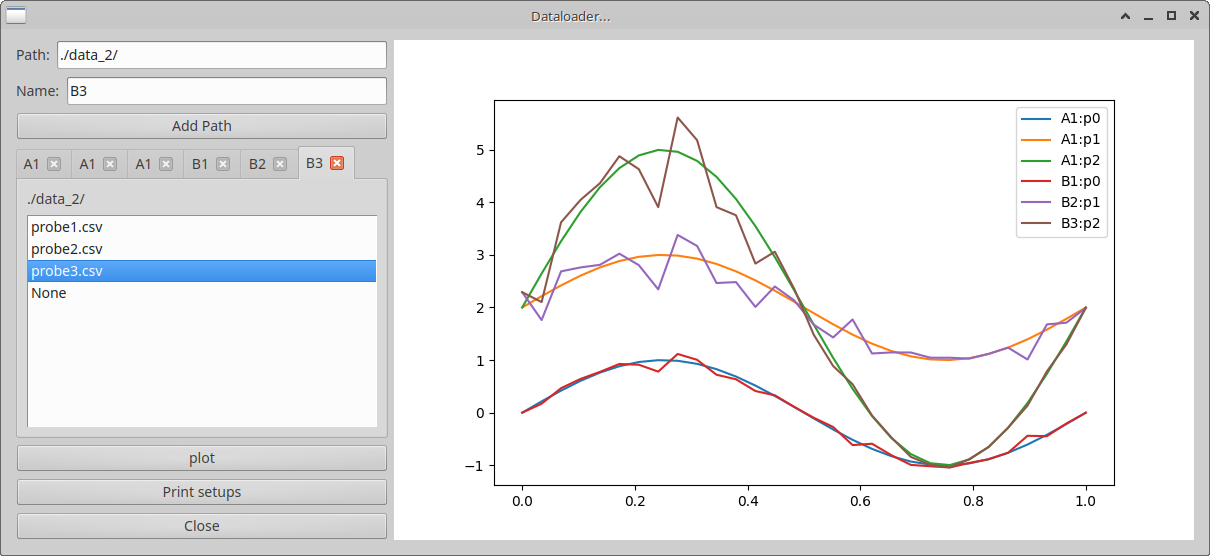 Dataloader...
Path: ./data_2/
Name: B3
Add Path
A1 A1 A1 B1 B2 B3
./data_2/
probe1.csv
probe2.csv
probe3.csv
None
plot
Print setups
Close
A1:p0
A1:p1
A1:p2
B1:p0
B2:p1
B3:p2
5
4
3
2
1
0
−1
0.0 0.2 0.4 0.6 0.8 1.0